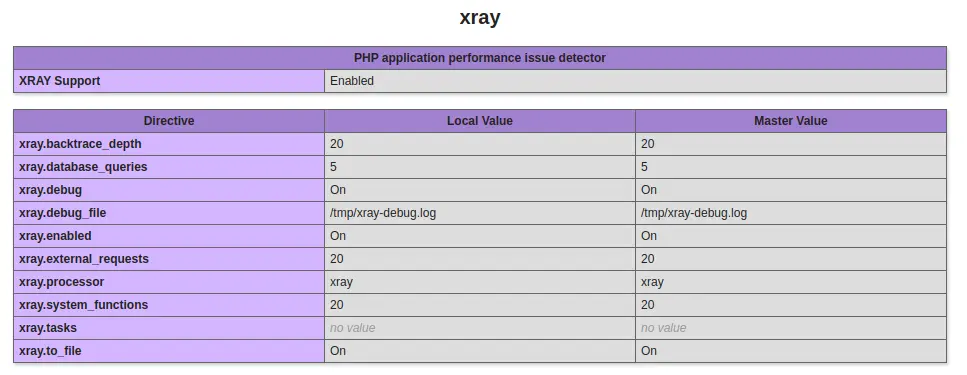 xray
PHP application performance issue detector
XRAY Support Enabled
Directive Local Value Master Value
xray.backtrace_depth 20 20
xray.database_queries 5 5
xray.debug On On
xray.debug_file /tmp/xray-debug.log /tmp/xray-debug.log
xray.enabled On On
xray.external_requests 20 20
xray.processor xray xray
xray.system_functions 20 20
xray.tasks no value no value
xray.to_file On On